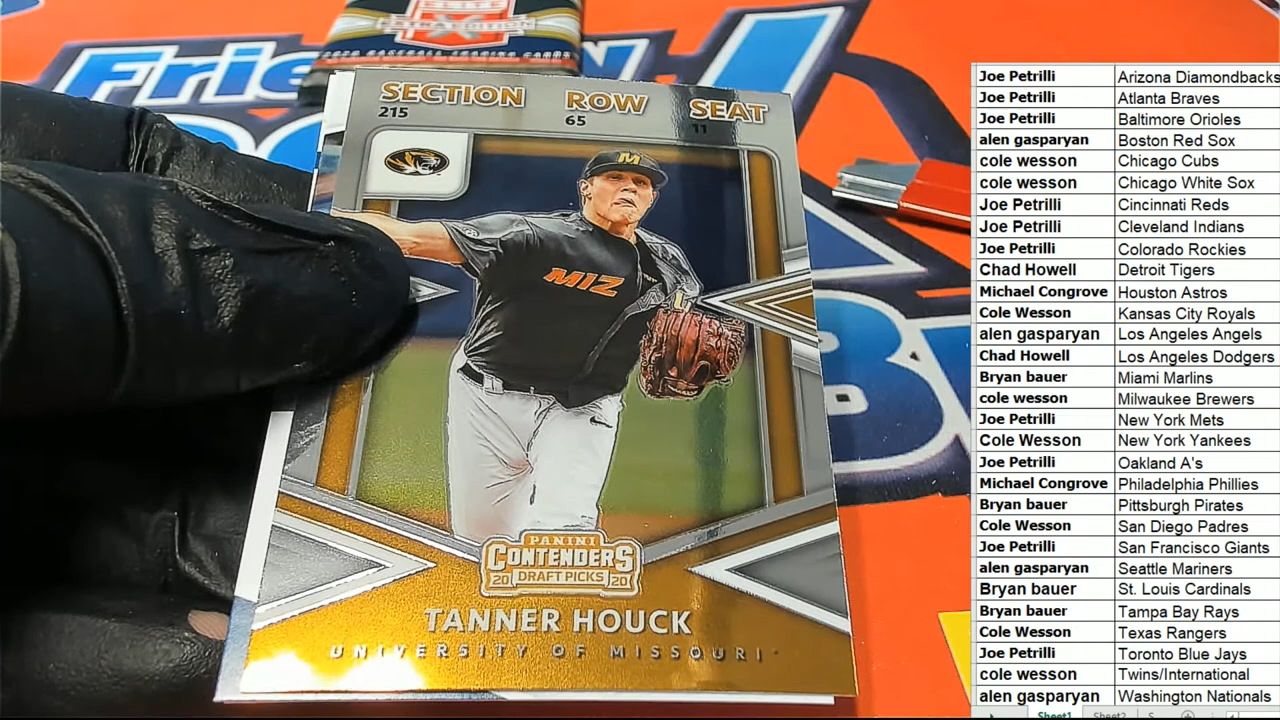 EXTRA EDITION
2020 BASEBALL TRADING CARDS
SECTION ROW SEAT
215 65 11
M
MIZ
PANINI
CONTENDERS
20 DRAFT PICKS 20
TANNER HOUCK
UNIVERSITY OF MISSOURI
Joe Petrilli Arizona Diamondbacks
Joe Petrilli Atlanta Braves
Joe Petrilli Baltimore Orioles
alen gasparyan Boston Red Sox
cole wesson Chicago Cubs
cole wesson Chicago White Sox
Joe Petrilli Cincinnati Reds
Joe Petrilli Cleveland Indians
Joe Petrilli Colorado Rockies
Chad Howell Detroit Tigers
Michael Congrove Houston Astros
Cole Wesson Kansas City Royals
alen gasparyan Los Angeles Angels
Chad Howell Los Angeles Dodgers
Bryan bauer Miami Marlins
cole wesson Milwaukee Brewers
Joe Petrilli New York Mets
Cole Wesson New York Yankees
Joe Petrilli Oakland A's
Michael Congrove Philadelphia Phillies
Bryan bauer Pittsburgh Pirates
Cole Wesson San Diego Padres
Joe Petrilli San Francisco Giants
alen gasparyan Seattle Mariners
Bryan bauer St. Louis Cardinals
Bryan bauer Tampa Bay Rays
Cole Wesson Texas Rangers
Joe Petrilli Toronto Blue Jays
cole wesson Twins/International
alen gasparyan Washington Nationals
Sheet1 Sheet2 S